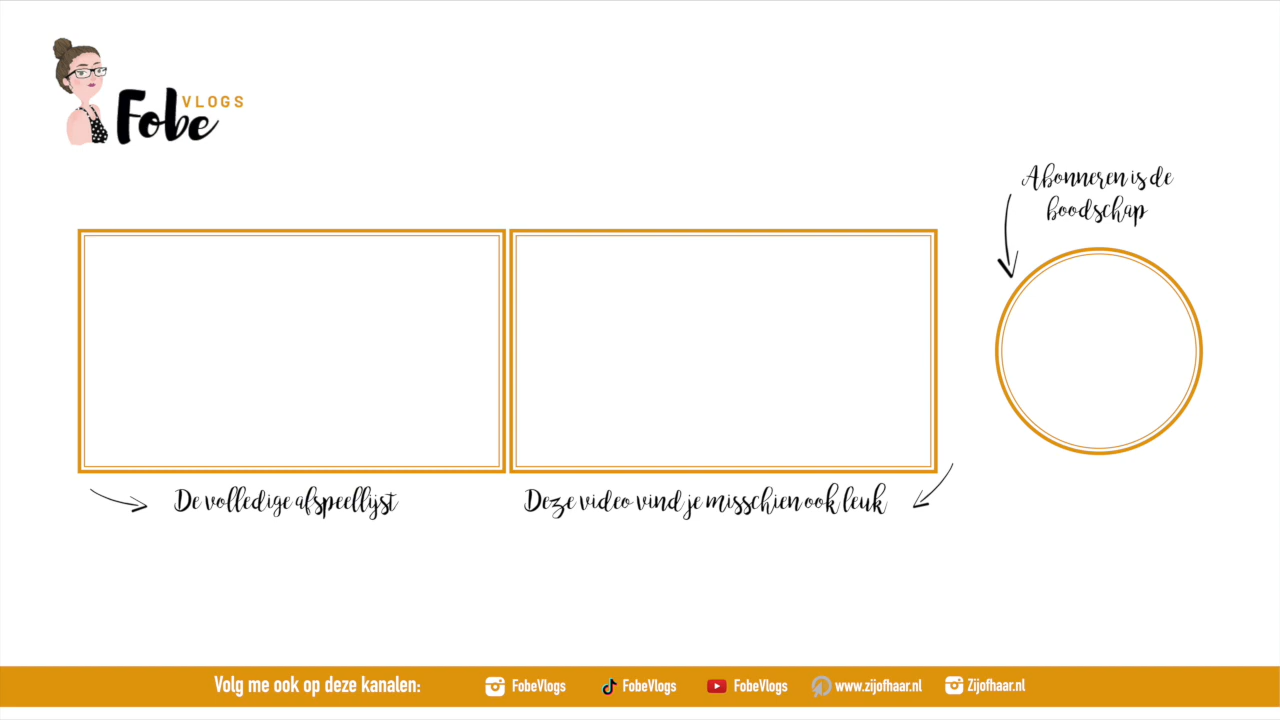 VLOGS
Fobe
Abonneren is de
boodschap
De volledige afspeellijst
Deze video vind je misschien ook leuk
Volg me ook op deze kanalen: FobeVlogs FobeVlogs FobeVlogs www.zijofhaar.nl Zijofhaar.nl